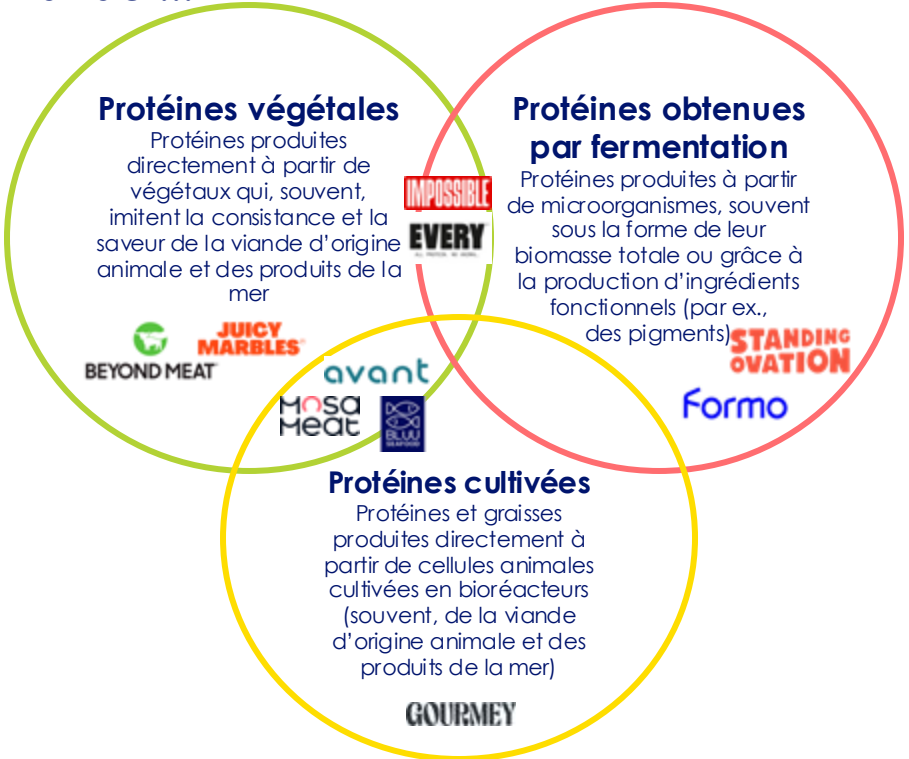 Protéines végétales
Protéines produites
directement à partir de
végétaux qui, souvent,
imitent la consistance et la
saveur de la viande d'origine
animale et des produits de la
mer
BEYOND MEAT
JUICY
MARBLES
IMPOSSIBLE
EVERY
Protéines obtenues
par fermentation
Protéines produites à partir
de microorganismes, souvent
sous la forme de leur
biomasse totale ou grâce à
la production d'ingrédients
fonctionnels (par ex.,
des pigments)
STANDING
OVATION
Formo
avant
Mosa
Meat
BLUU
SEAFOOD
Protéines cultivées
Protéines et graisses
produites directement à
partir de cellules animales
cultivées en bioréacteurs
(souvent, de la viande
d'origine animale et des
produits de la mer)
GOURMEY